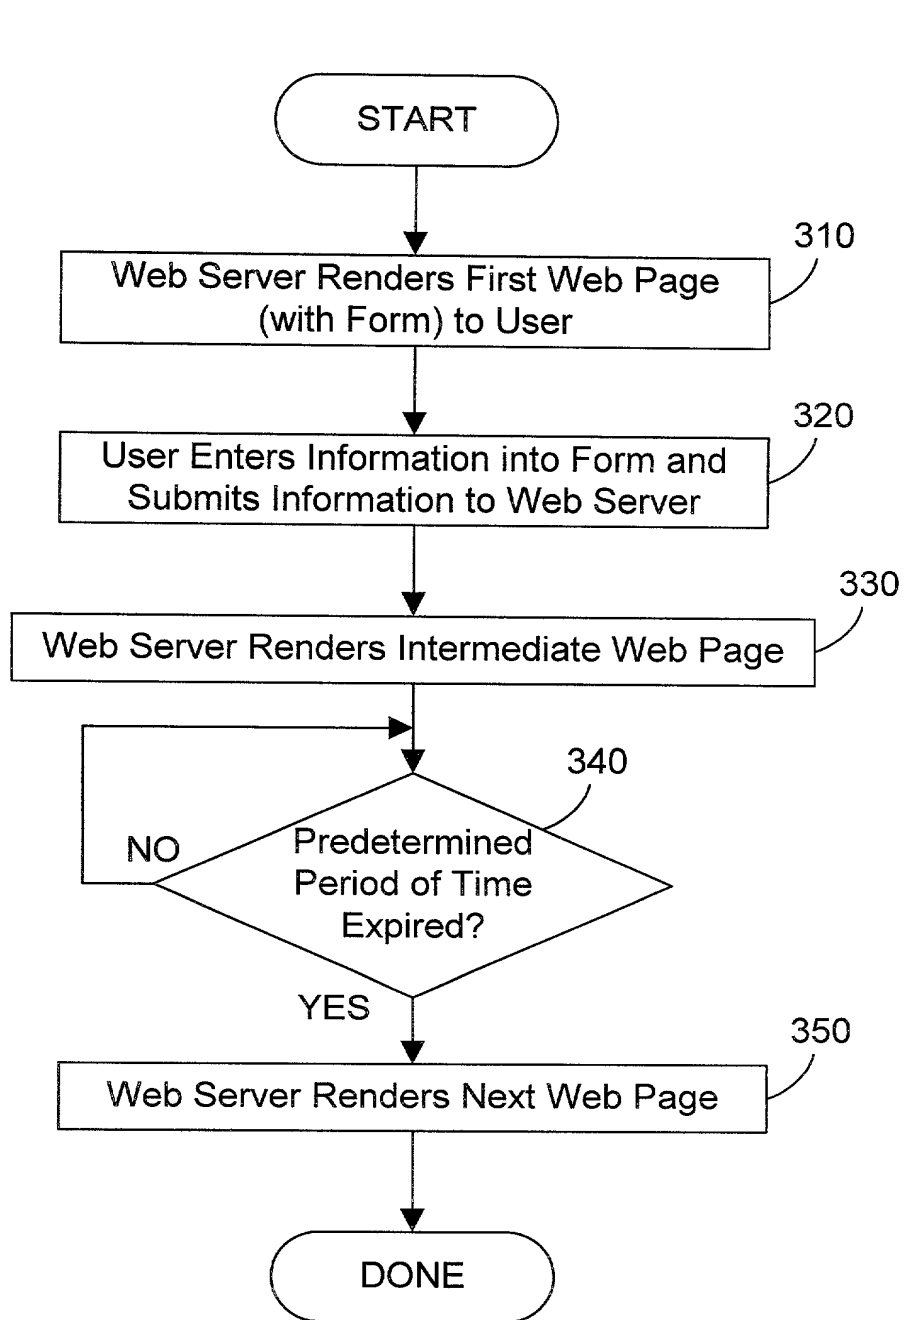 START
310
Web Server Renders First Web Page
(with Form) to User
320
User Enters Information into Form and
Submits Information to Web Server
330
Web Server Renders Intermediate Web Page
340
Predetermined
Period of Time
Expired?
NO
YES
350
Web Server Renders Next Web Page
DONE